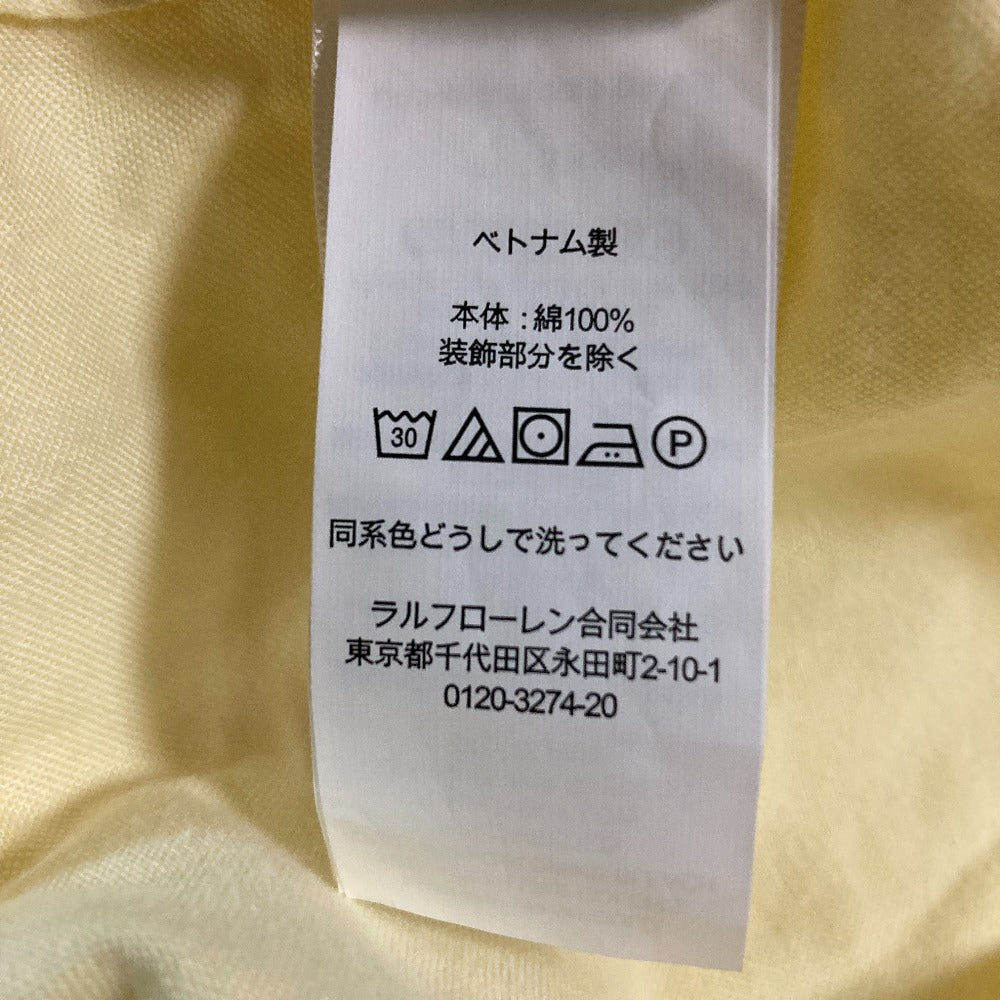 ベトナム製
本体:綿100%
装飾部分を除く
30 P
同系色どうしで洗ってください
ラルフローレン合同会社
東京都千代田区永田町2-10-1
0120-3274-20